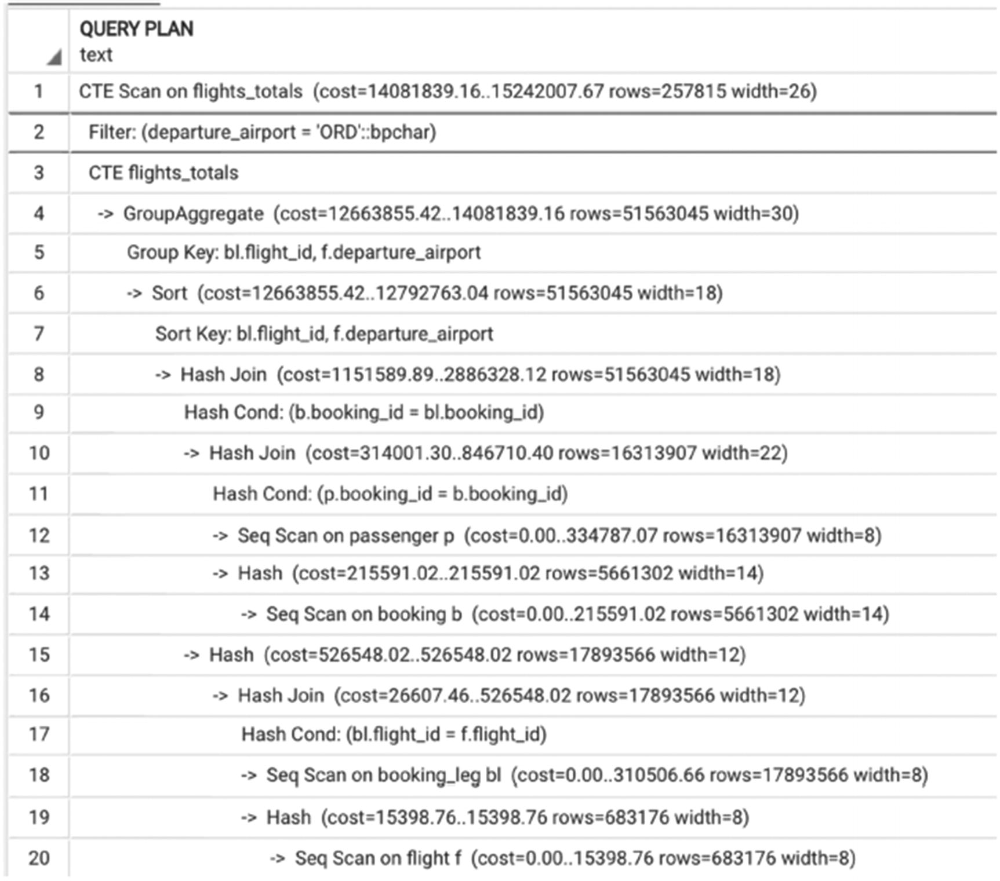 QUERY PLAN
text
1 CTE Scan on flights_totals (cost=14081839.16..15242007.67 rows=257815 width=26)
2 Filter: (departure_airport = 'ORD'::bpchar)
3 CTE flights_totals
4 -> GroupAggregate (cost=12663855.42..14081839.16 rows=51563045 width=30)
5 Group Key: bl.flight_id, f.departure_airport
6 -> Sort (cost=12663855.42..12792763.04 rows=51563045 width=18)
7 Sort Key: bl.flight_id, f.departure_airport
8 -> Hash Join (cost=1151589.89..2886328.12 rows=51563045 width=18)
9 Hash Cond: (b.booking_id = bl.booking_id)
10 -> Hash Join (cost=314001.30..846710.40 rows=16313907 width=22)
11 Hash Cond: (p.booking_id = b.booking_id)
12 -> Seq Scan on passenger p (cost=0.00..334787.07 rows=16313907 width=8)
13 -> Hash (cost=215591.02..215591.02 rows=5661302 width=14)
14 -> Seq Scan on booking b (cost=0.00..215591.02 rows=5661302 width=14)
15 -> Hash (cost=526548.02..526548.02 rows=17893566 width=12)
16 -> Hash Join (cost=26607.46..526548.02 rows=17893566 width=12)
17 Hash Cond: (bl.flight_id = f.flight_id)
18 -> Seq Scan on booking_leg bl (cost=0.00..310506.66 rows=17893566 width=8)
19 -> Hash (cost=15398.76..15398.76 rows=683176 width=8)
20 -> Seq Scan on flight f (cost=0.00..15398.76 rows=683176 width=8)